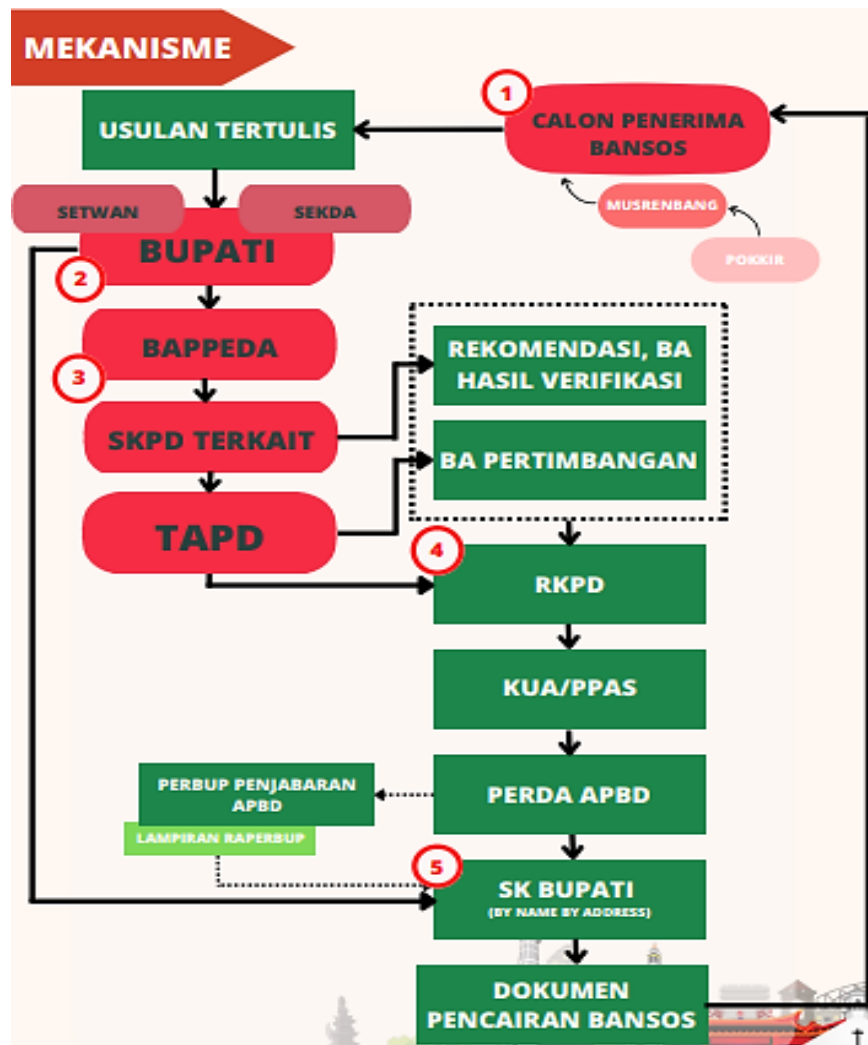 MEKANISME
1
CALON PENERIMA
BANSOS
USULAN TERTULIS
MUSRENBANG
POKKIR
SETWAN
SEKDA
BUPATI
2
BAPPEDA
3
SKPD TERKAIT
TAPD
REKOMENDASI, BA
HASIL VERIFIKASI
BA PERTIMBANGAN
4
RKPD
KUA/PPAS
PERDA APBD
PERBUP PENJABARAN
APBD
LAMPIRAN RAPERBUP
5
SK BUPATI
(BY NAME BY ADDRESS)
DOKUMEN
PENCAIRAN BANSOS